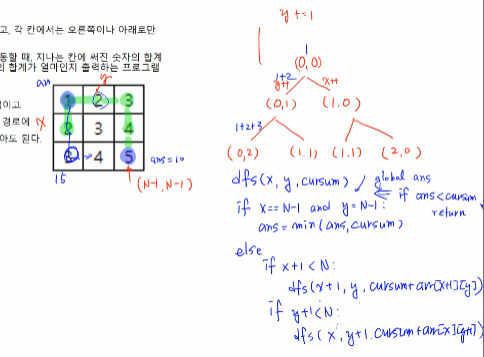 y+=1
고, 각 칸에서는 오른쪽이나 아래로만
동할 때, 지나는 칸에 써진 숫자의 합계
의 합계가 얼마인지 출력하는 프로그램
1
(0,0)
1+2
y+1
x+1
(0,1) (1.0)
1+2+3
(0,2) (1.1) (1,1) (2,0)
ans
y
1 2 3
x
2 3 4
3 4 5
15
ans=10
(N-1, N-1)
이고
경로에
아도 된다.
dfs(x, y, cursum)
global ans
if ans<cursum
return
if x==N-1 and y=N-1:
ans=min(ans,cursum)
else
if x+1<N:
dfs(x+1, y, cursum+arr[x+1][y])
if y+1<N:
dfs(x, y+1.cursum+arr[x][y+1])